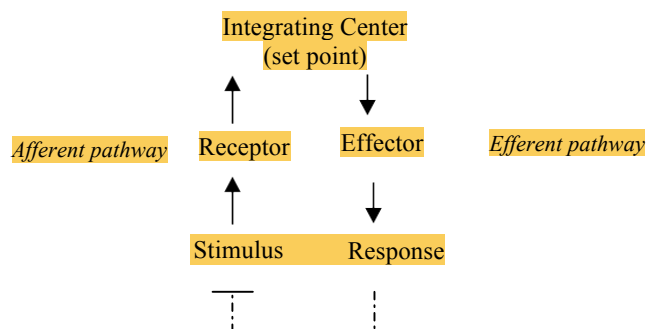 Integrating Center
(set point)
Afferent pathway Receptor Effector Efferent pathway
Stimulus Response